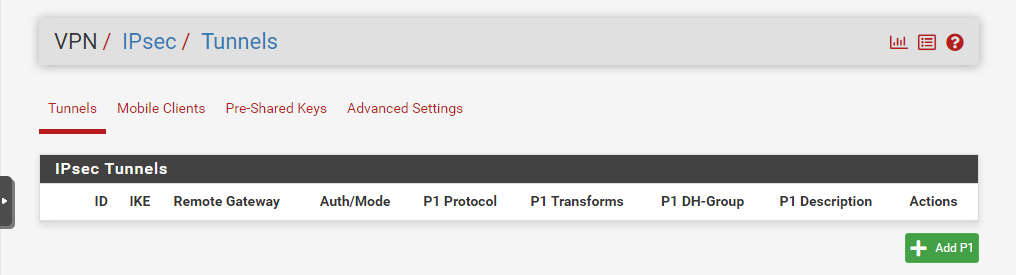 VPN / IPsec / Tunnels
Tunnels Mobile Clients Pre-Shared Keys Advanced Settings
IPsec Tunnels
ID IKE Remote Gateway Auth/Mode P1 Protocol P1 Transforms P1 DH-Group P1 Description Actions
Add P1